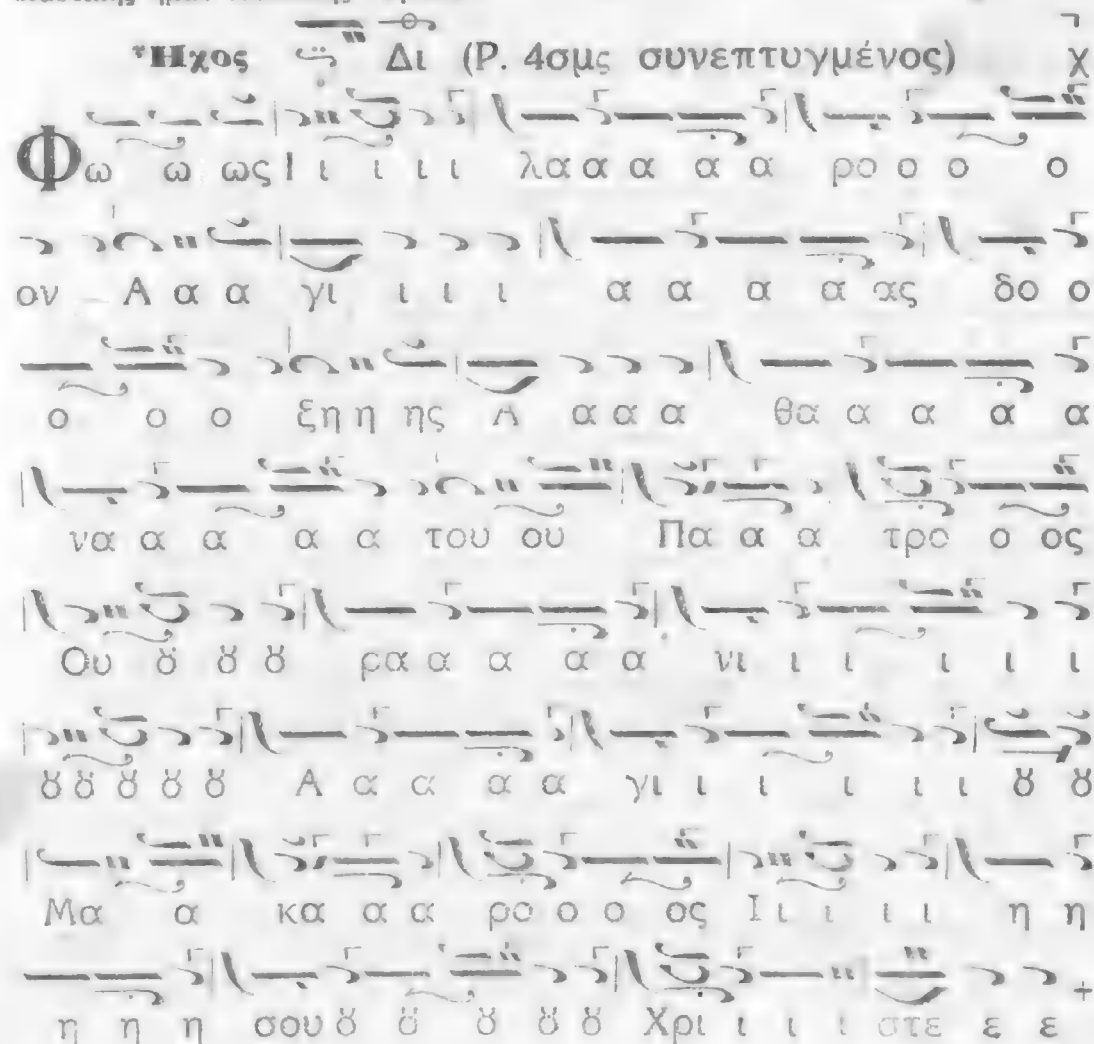 Ἦχος Δι (Ρ. 4σμς συνεπτυγμένος) χ
Φω ω ως Ι ι ι ι ι λα α α α α ρο ο ο ο
ον Α α α γι ι ι ι α α α α ας δο ο
ο ο ο ξη η ης Α α α α θα α α α α
να α α α α του ου Πα α α τρο ο ος
Ου ȣ ȣ ȣ ρα α α α α νι ι ι ι ι ι
ȣ ȣ ȣ ȣ ȣ Α α α α α γι ι ι ι ι ι ȣ ȣ
Μα α κα α α ρο ο ο ος Ι ι ι ι ι η η
η η η σου ȣ ȣ ȣ ȣ ȣ Χρι ι ι ι στε ε ε